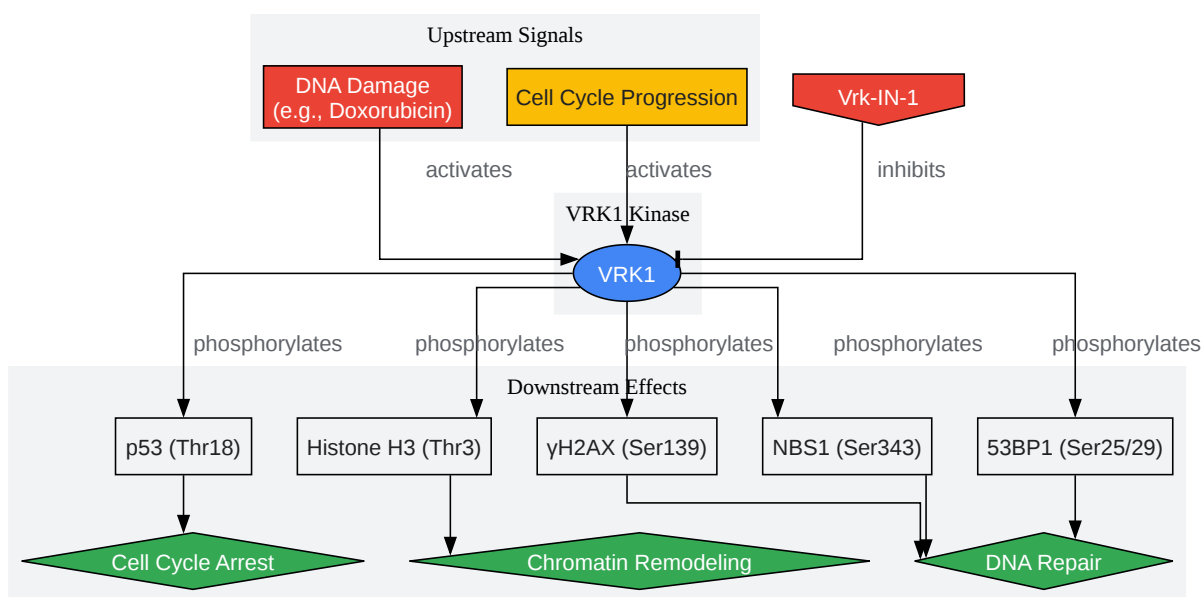 Upstream Signals
DNA Damage
(e.g., Doxorubicin)
Cell Cycle Progression
Vrk-IN-1
activates
activates
inhibits
VRK1 Kinase
VRK1
phosphorylates
phosphorylates
phosphorylates
phosphorylates
phosphorylates
Downstream Effects
p53 (Thr18)
Histone H3 (Thr3)
γH2AX (Ser139)
NBS1 (Ser343)
53BP1 (Ser25/29)
Cell Cycle Arrest
Chromatin Remodeling
DNA Repair